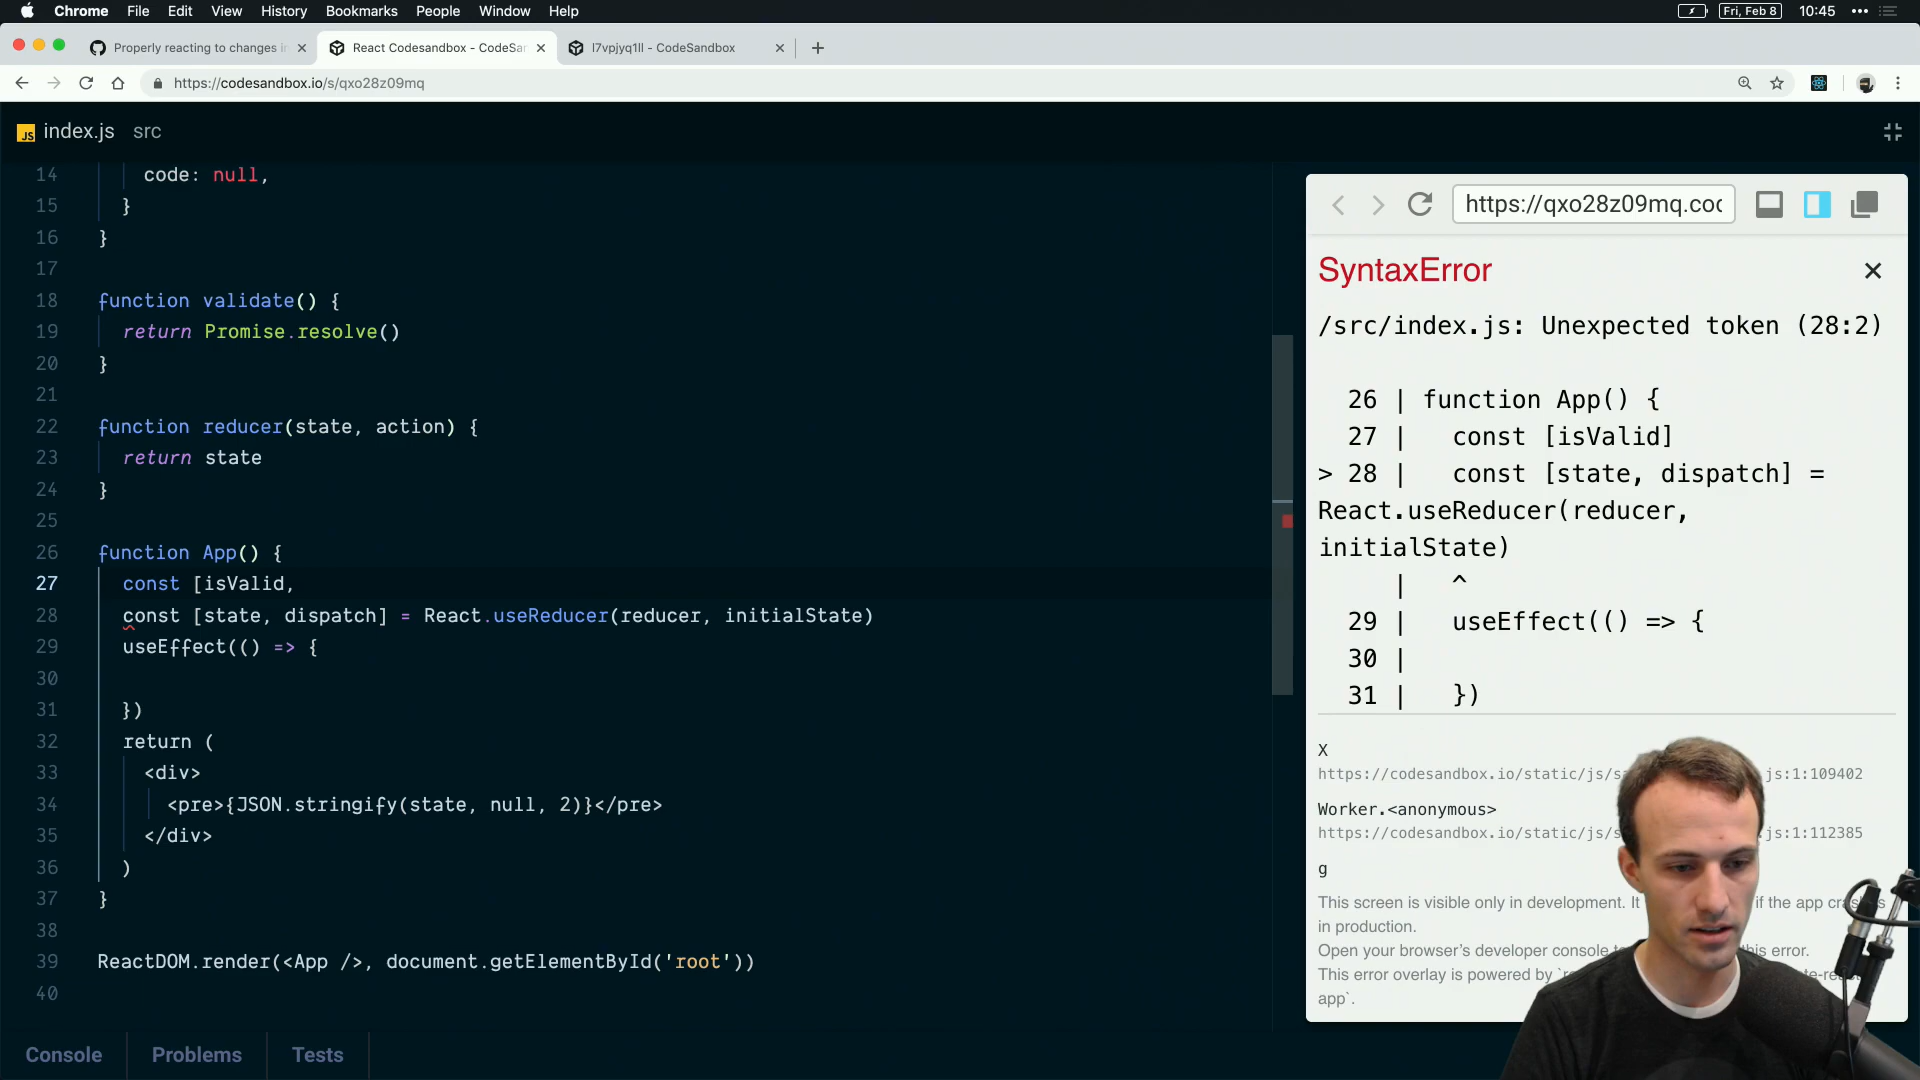 Chrome File Edit View History Bookmarks People Window Help Fri, Feb 8 10:45
Properly reacting to changes i
React Codesandbox - CodeSar
l7vpjyq1ll - CodeSandbox
https://codesandbox.io/s/qxo28z09mq
JS index.js src
14 code: null,
15 }
16 }
17
18 function validate() {
19 return Promise.resolve()
20 }
21
22 function reducer(state, action) {
23 return state
24 }
25
26 function App() {
27 const [isValid,
28 const [state, dispatch] = React.useReducer(reducer, initialState)
29 useEffect(() => {
30
31 })
32 return (
33 <div>
34 <pre>{JSON.stringify(state, null, 2)}</pre>
35 </div>
36 )
37 }
38
39 ReactDOM.render(<App />, document.getElementById('root'))
40
Console Problems Tests
https://qxo28z09mq.coc
SyntaxError
/src/index.js: Unexpected token (28:2)
26 | function App() {
27 | const [isValid]
> 28 | const [state, dispatch] =
React.useReducer(reducer,
initialState)
| ^
29 | useEffect(() => {
30 |
31 | })
X
https://codesandbox.io/static/js/s js:1:109402
Worker.<anonymous>
https://codesandbox.io/static/js/s js:1:112385
g
This screen is visible only in development. It if the app cras s
in production.
Open your browser's developer console t his error.
This error overlay is powered by
app`.